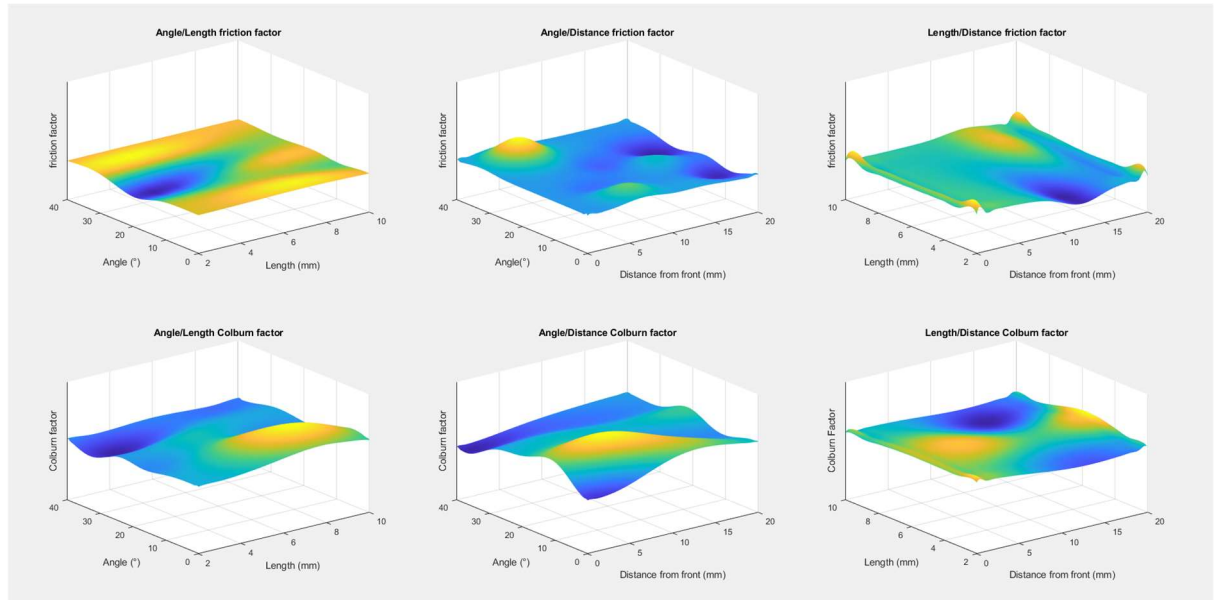 Angle/Length friction factor
friction factor
40
30
20
10
0
Angle (°)
2
4
6
8
10
Length (mm)
Angle/Distance friction factor
friction factor
40
30
20
10
0
Angle(°)
0
5
10
15
20
Distance from front (mm)
Length/Distance friction factor
friction factor
10
8
6
4
2
Length (mm)
0
5
10
15
20
Distance from front (mm)
Angle/Length Colburn factor
Colburn factor
40
30
20
10
0
Angle (°)
2
4
6
8
10
Length (mm)
Angle/Distance Colburn factor
Colburn factor
40
30
20
10
0
Angle (°)
0
5
10
15
20
Distance from front (mm)
Length/Distance Colburn factor
Colburn Factor
10
8
6
4
2
Length (mm)
0
5
10
15
20
Distance from front (mm)